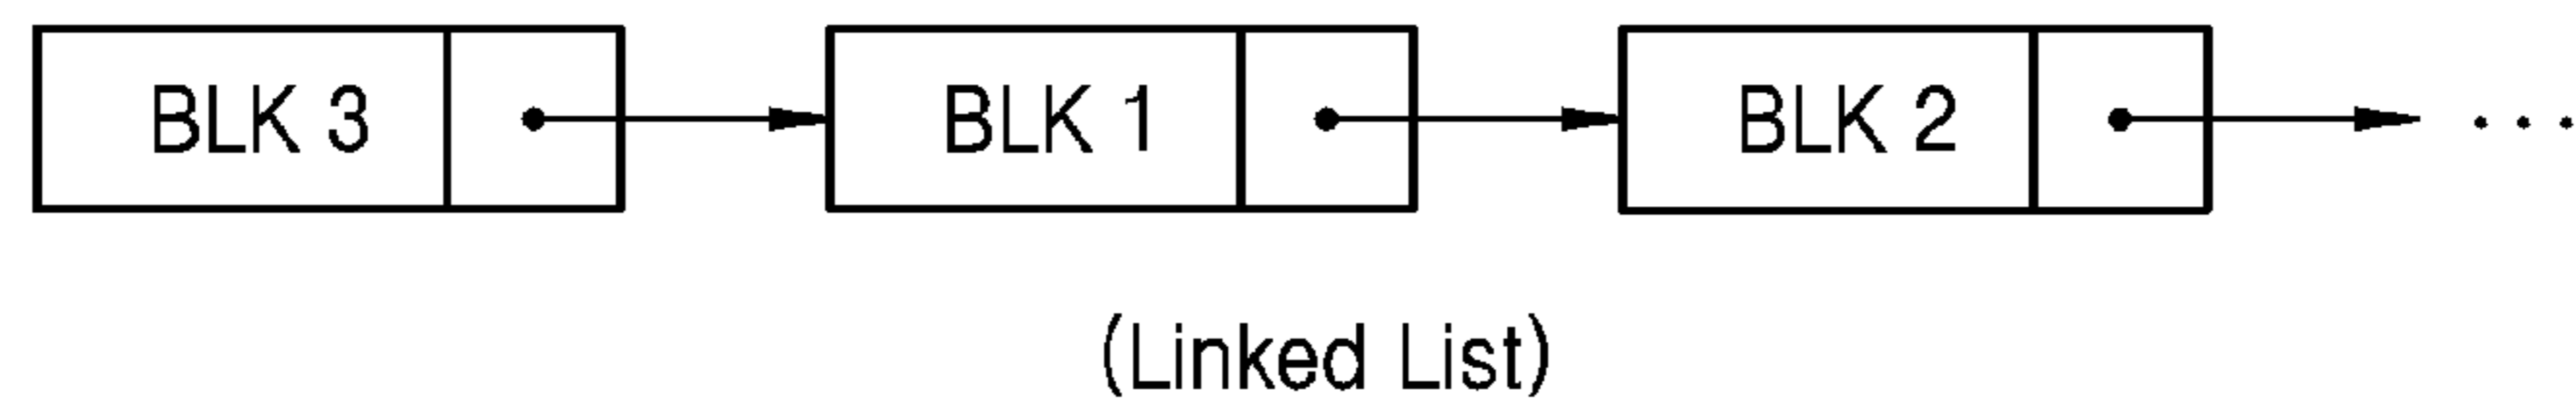 BLK 3 BLK 1 BLK 2 . . .
(Linked List)